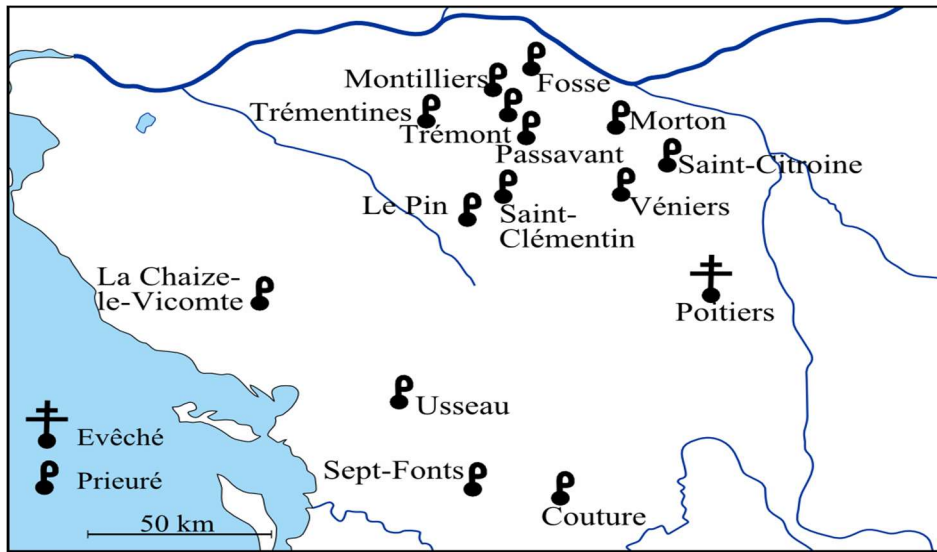 Montilliers
Fosse
Trémentines
Trémont
Morton
Passavant
Saint-Citroine
Le Pin
Saint-
Clémentin
Véniers
La Chaize-
le-Vicomte
Poitiers
Usseau
Evêché
Sept-Fonts
Prieuré
Couture
50 km